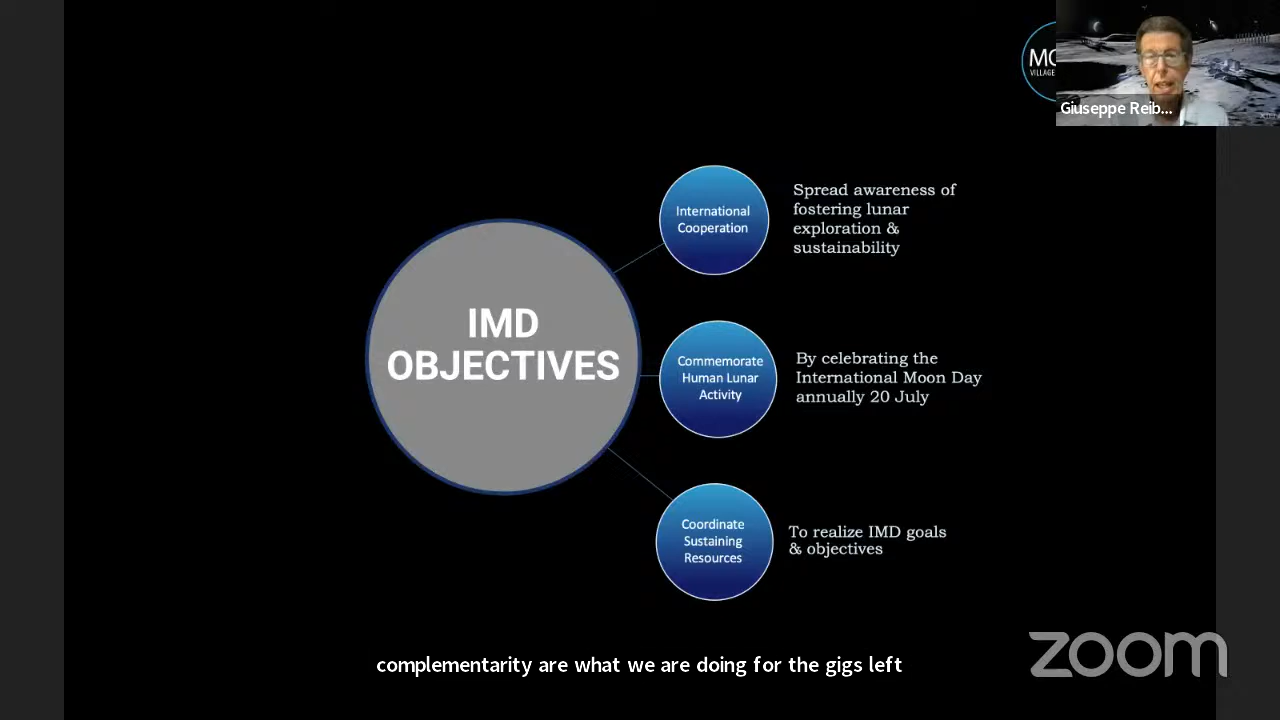 MO
VILLAGE
Giuseppe Reib...
International
Cooperation
Spread awareness of
fostering lunar
exploration &
sustainability
IMD
OBJECTIVES
Commemorate
Human Lunar
Activity
By celebrating the
International Moon Day
annually 20 July
Coordinate
Sustaining
Resources
To realize IMD goals
& objectives
complementarity are what we are doing for the gigs left
zoom